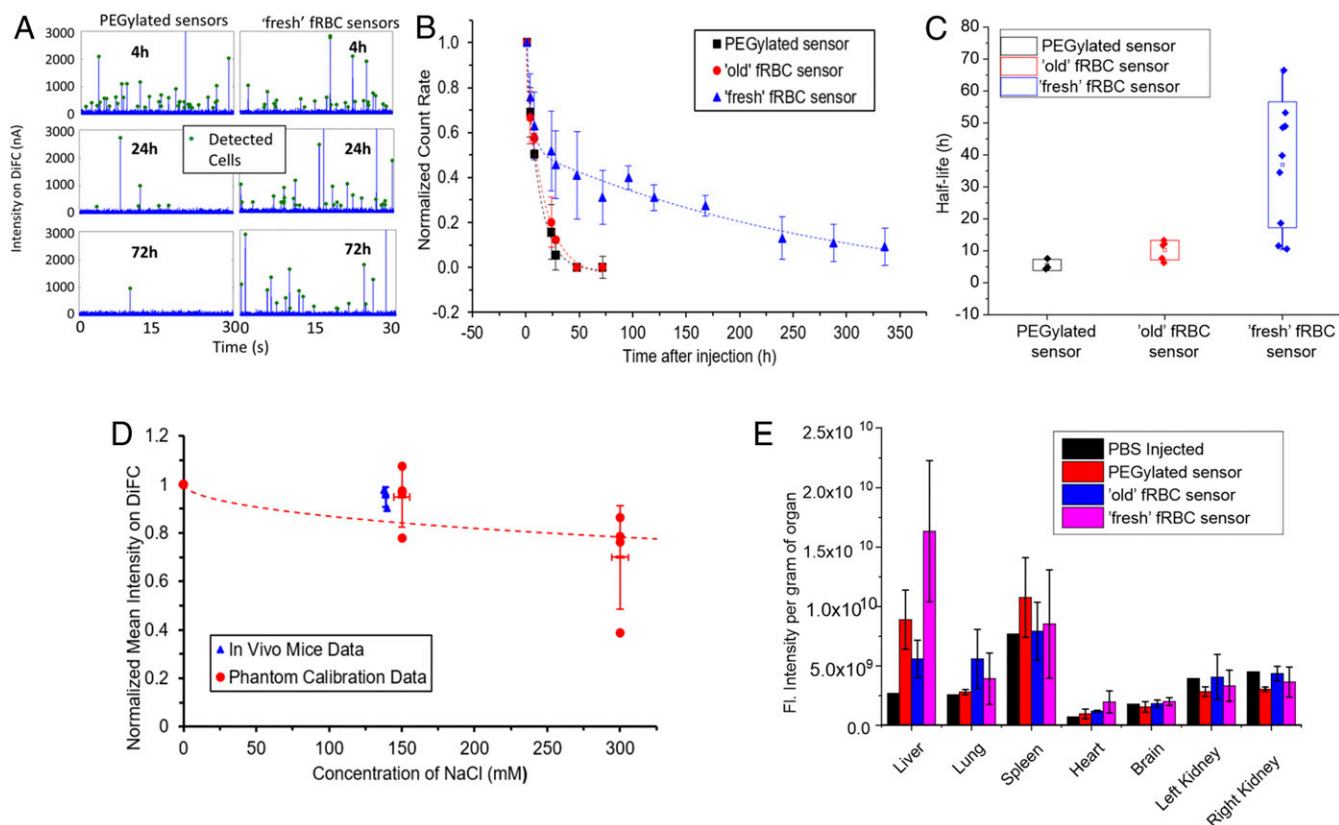 A
PEGylated sensors
'fresh' fRBC sensors
4h
4h
24h
24h
72h
72h
Detected
Cells
3000
2000
1000
0
3000
2000
1000
0
3000
2000
1000
0
Intensity on DiFC (nA)
0
15
30
0
15
30
Time (s)
B
PEGylated sensor
'old' fRBC sensor
'fresh' fRBC sensor
1.0
0.8
0.6
0.4
0.2
0.0
-0.2
Normalized Count Rate
-50
0
50
100
150
200
250
300
350
Time after injection (h)
C
PEGylated sensor
'old' fRBC sensor
'fresh' fRBC sensor
80
70
60
50
40
30
20
10
0
-10
Half-life (h)
PEGylated
sensor
'old' fRBC
sensor
'fresh' fRBC
sensor
D
1.2
1
0.8
0.6
0.4
0.2
0
Normalized Mean Intensity on DiFC
In Vivo Mice Data
Phantom Calibration Data
0
50
100
150
200
250
300
Concentration of NaCl (mM)
E
2.5x 10 10
2.0x 10 10
1.5x10 10
1.0x10 10
5.0x10 9
0.0
Fl. Intensity per gram of organ
PBS Injected
PEGylated sensor
'old' fRBC sensor
'fresh' fRBC sensor
Liver
Lung
Spleen
Heart
Brain
Left Kidney
Right Kidney